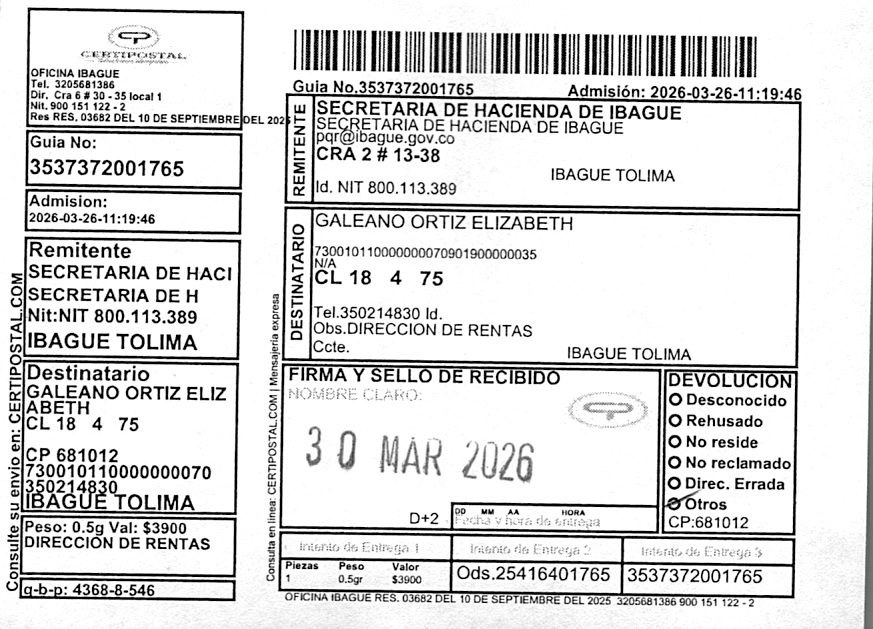 CERTIPOSTAL
OFICINA IBAGUE
Tel. 3205681386
Dir. Cra 6 # 30 - 35 local 1
Nit. 900 151 122 - 2
Res RES. 03682 DEL 10 DE SEPTIEMBRE DEL 2025
Guia No:
3537372001765
Admision:
2026-03-26-11:19:46
Remitente
SECRETARIA DE HACI
SECRETARIA DE H
Nit:NIT 800.113.389
IBAGUE TOLIMA
Destinatario
GALEANO ORTIZ ELIZ
ABETH
CL 18 4 75
CP 681012
730010110000000070
350214830
IBAGUE TOLIMA
Peso: 0.5g Val: $3900
DIRECCIÓN DE RENTAS
q-b-p: 4368-8-546
Consulte su envio en: CERTIPOSTAL.COM
Guia No.3537372001765
Admisión: 2026-03-26-11:19:46
REMITENTE
SECRETARIA DE HACIENDA DE IBAGUE
SECRETARIA DE HACIENDA DE IBAGUE
pqr@ibague.gov.co
CRA 2 # 13-38
IBAGUE TOLIMA
Id. NIT 800.113.389
DESTINATARIO
GALEANO ORTIZ ELIZABETH
730010110000000070901900000035
N/A
CL 18 4 75
Tel.350214830 Id.
Obs.DIRECCION DE RENTAS
Ccte.
IBAGUE TOLIMA
Consulta en linea: CERTIPOSTAL.COM | Mensajería expresa
FIRMA Y SELLO DE RECIBIDO
NOMBRE CLARO:
30 MAR 2026
D+2
DD MM AA HORA
Fecha y hora de entrega
DEVOLUCION
Desconocido
Rehusado
No reside
No reclamado
Direc. Errada
Otros
CP:681012
Intento de Entrega 1
Intento de Entrega 2
Intento de Entrega 3
Piezas Peso Valor
1 0.5gr $3900
Ods.25416401765
3537372001765
OFICINA IBAGUE RES. 03682 DEL 10 DE SEPTIEMBRE DEL 2025 3205681386 900 151 122 - 2